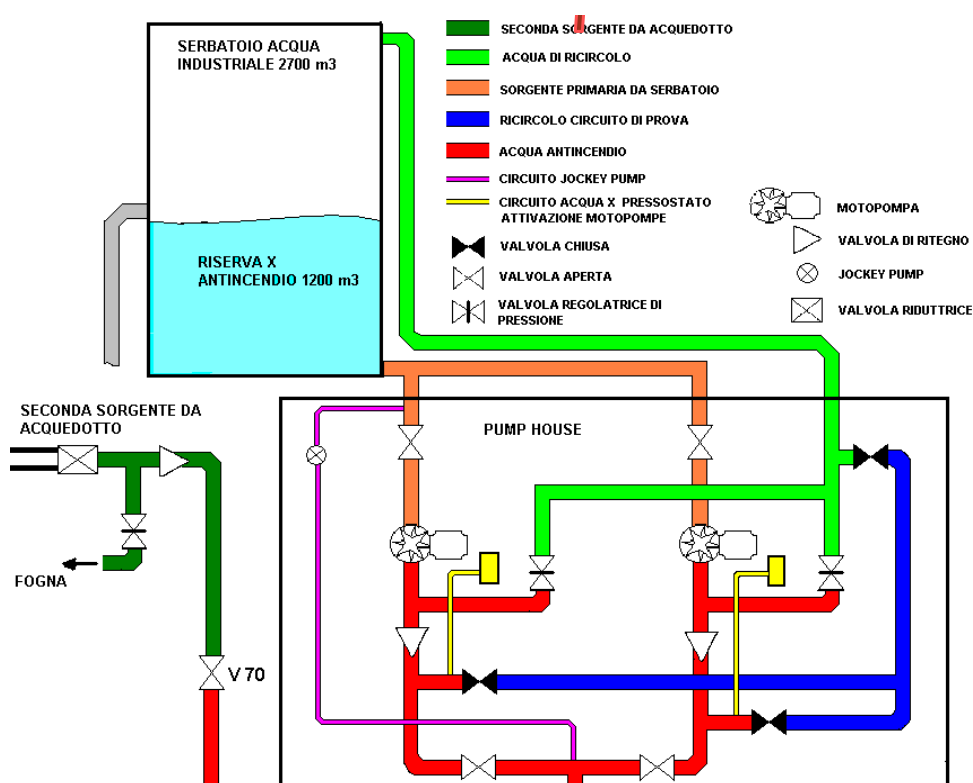 SERBATOIO ACQUA
INDUSTRIALE 2700 m3
RISERVA X
ANTINCENDIO 1200 m3
SECONDA SORGENTE DA ACQUEDOTTO
ACQUA DI RICIRCOLO
SORGENTE PRIMARIA DA SERBATOIO
RICIRCOLO CIRCUITO DI PROVA
ACQUA ANTINCENDIO
CIRCUITO JOCKEY PUMP
CIRCUITO ACQUA X PRESSOSTATO
ATTIVAZIONE MOTOPOMPE
VALVOLA CHIUSA
VALVOLA APERTA
VALVOLA REGOLATRICE DI
PRESSIONE
MOTOPOMPA
VALVOLA DI RITEGNO
JOCKEY PUMP
VALVOLA RIDUTTRICE
SECONDA SORGENTE DA
ACQUEDOTTO
PUMP HOUSE
FOGNA
V 70